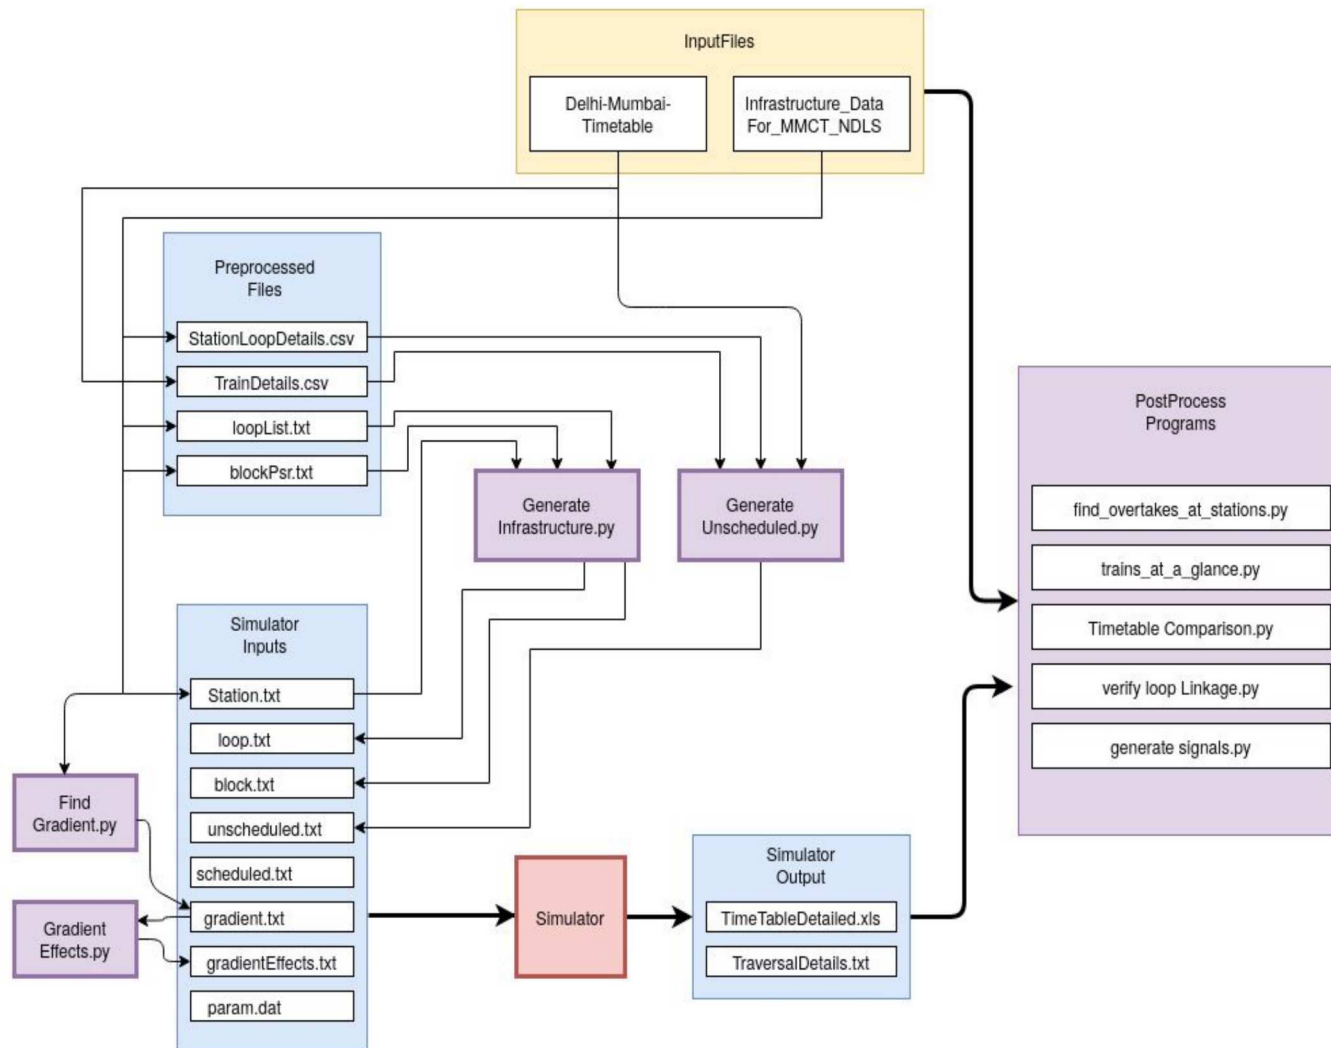 InputFiles
Delhi-Mumbai-
Timetable
Infrastructure_Data
For_MMCT_NDLS
Preprocessed
Files
StationLoopDetails.csv
TrainDetails.csv
loopList.txt
blockPsr.txt
Generate
Infrastructure.py
Generate
Unscheduled.py
PostProcess
Programs
find_overtakes_at_stations.py
trains_at_a_glance.py
Timetable Comparison.py
verify loop Linkage.py
generate signals.py
Simulator
Inputs
Station.txt
loop.txt
block.txt
unscheduled.txt
scheduled.txt
gradient.txt
gradientEffects.txt
param.dat
Find
Gradient.py
Gradient
Effects.py
Simulator
Simulator
Output
TimeTableDetailed.xls
TraversalDetails.txt